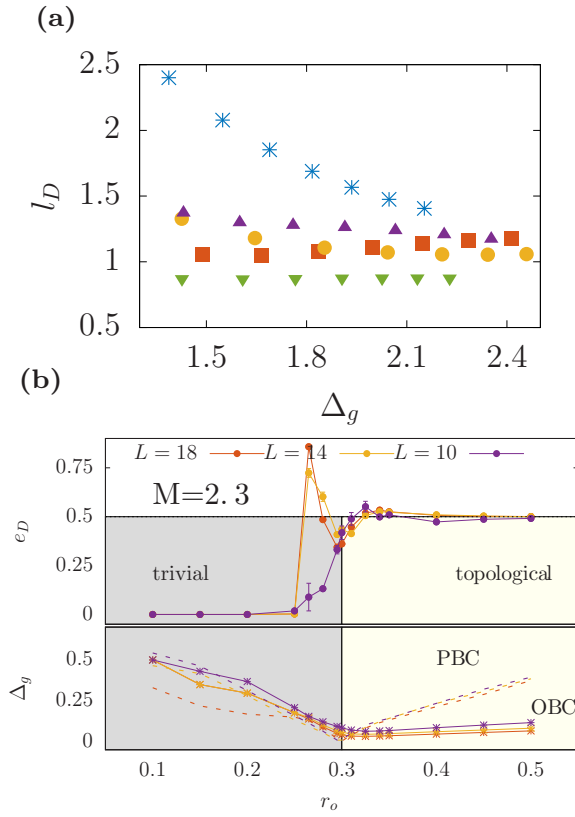 (a)
2.5
2
1.5
1
0.5
l_D
1.5 1.8 2.1 2.4
Δ_g
(b)
L = 18 L = 14 L = 10
0.75
M=2.3
0.5
e_D
0.25
trivial topological
0
PBC
0.5
Δ_g
0.25
OBC
0
0.1 0.2 0.3 0.4 0.5
r_o